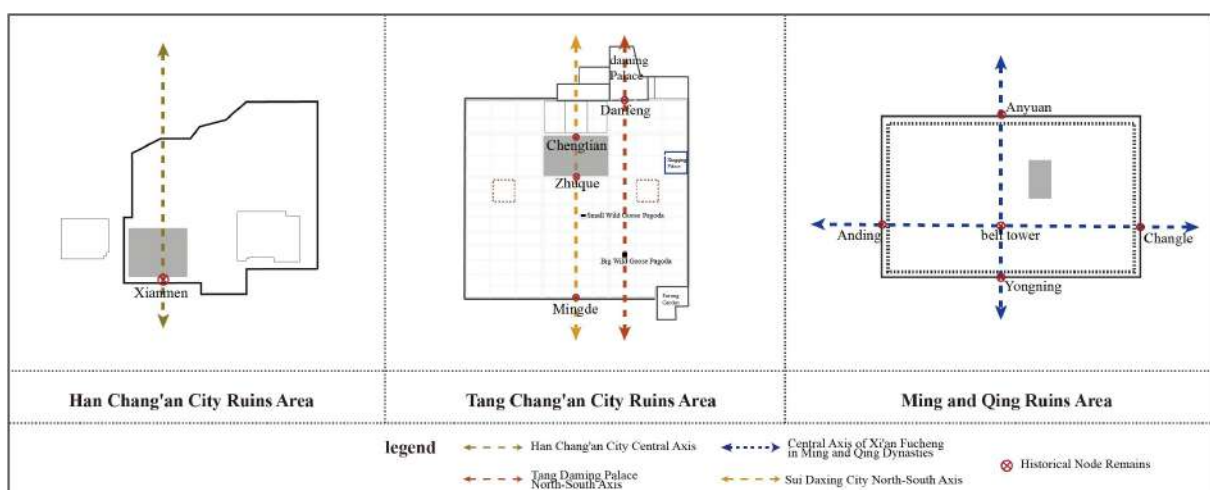 daming
Palace
Danfeng
Chengtian
Zhuque
Palace
Small Wild Goose Pagoda
Big Wild Goose Pagoda
Garden
Mingde
Xianmen
Anyuan
Anding
bell tower
Changle
Yongning
Han Chang'an City Ruins Area
Tang Chang'an City Ruins Area
Ming and Qing Ruins Area
legend
Han Chang'an City Central Axis
Tang Daming Palace
North-South Axis
Central Axis of Xi'an Fucheng
in Ming and Qing Dynasties
Sui Daxing City North-South Axis
Historical Node Remains